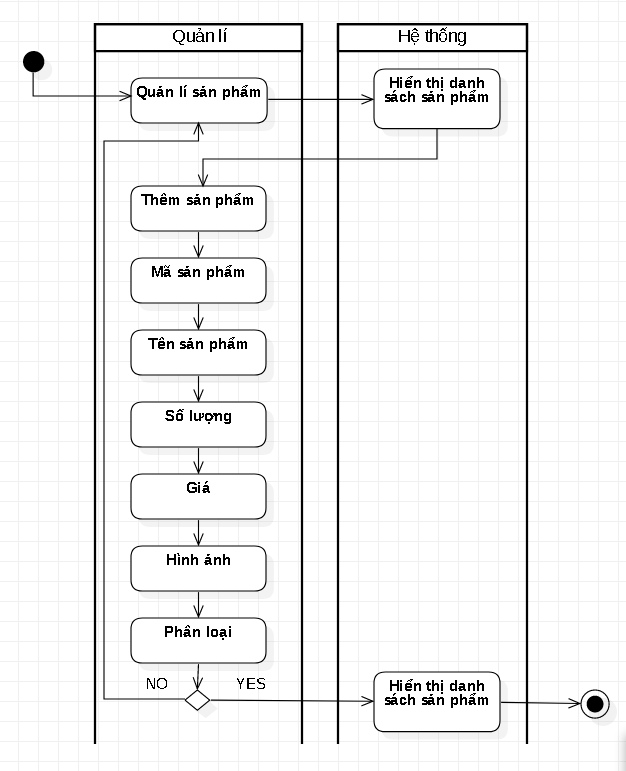 Quản lí
Hệ thống
Quản lí sản phẩm
Hiển thị danh
sách sản phẩm
Thêm sản phẩm
Mã sản phẩm
Tên sản phẩm
Số lượng
Giá
Hình ảnh
Phân loại
NO
YES
Hiển thị danh
sách sản phẩm